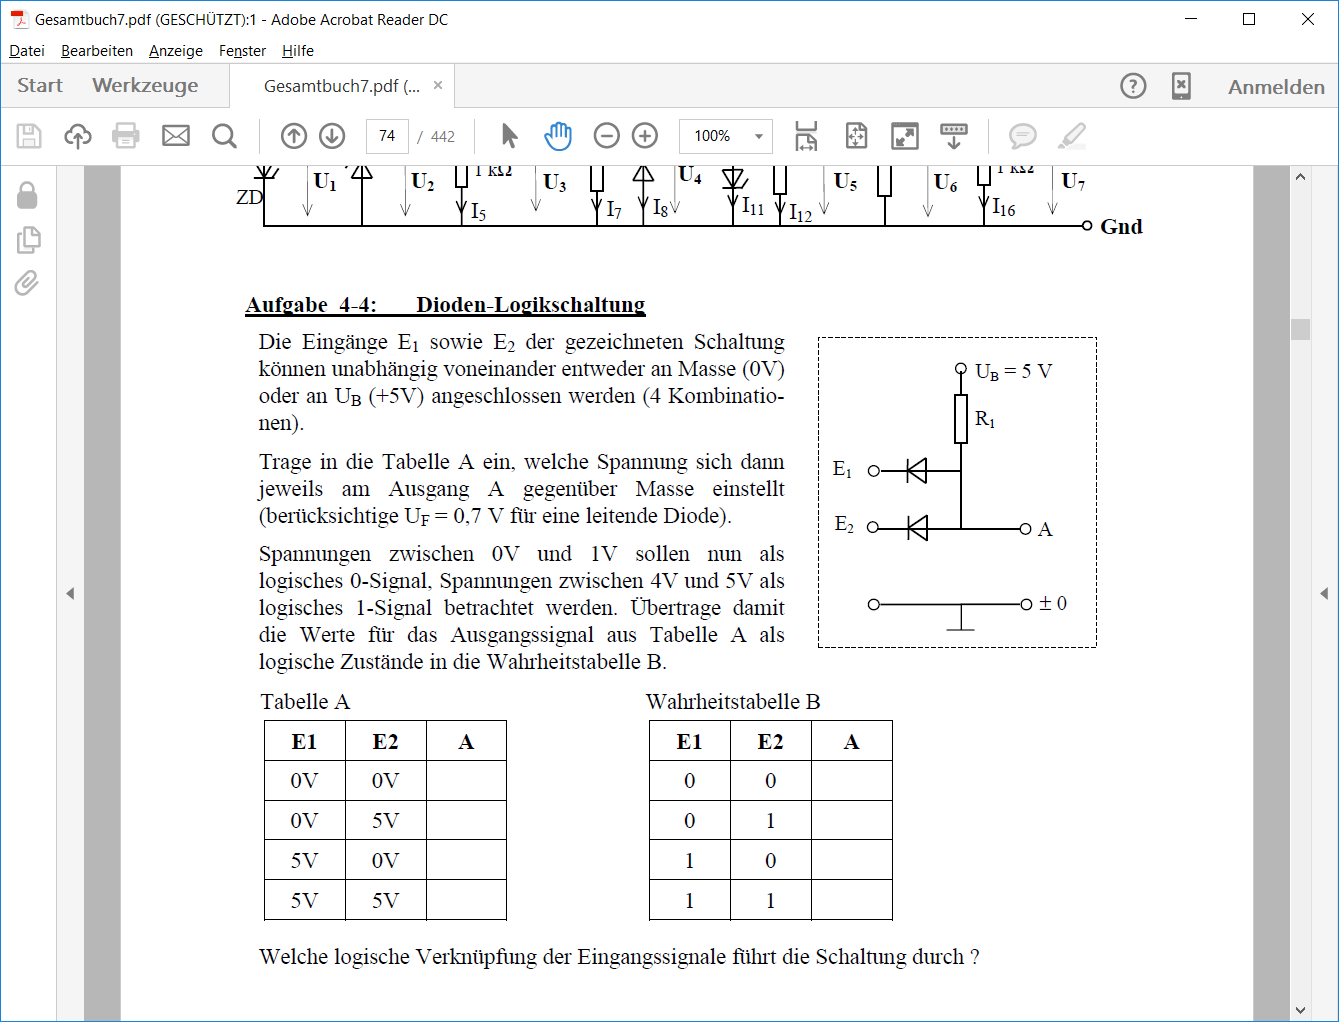 Gesamtbuch7.pdf (GESCHÜTZT):1 - Adobe Acrobat Reader DC
Datei Bearbeiten Anzeige Fenster Hilfe
Start Werkzeuge Gesamtbuch7.pdf (... × ? Anmelden
74 / 442 100%
ZD U1 U2 1 kΩ U3 U4 U5 U6 1 kΩ U7
I5 I7 I8 I11 I12 I16
Gnd
Aufgabe 4-4: Dioden-Logikschaltung
Die Eingänge E1 sowie E2 der gezeichneten Schaltung
können unabhängig voneinander entweder an Masse (0V)
oder an UB (+5V) angeschlossen werden (4 Kombinatio-
nen).
Trage in die Tabelle A ein, welche Spannung sich dann
jeweils am Ausgang A gegenüber Masse einstellt
(berücksichtige UF = 0,7 V für eine leitende Diode).
Spannungen zwischen 0V und 1V sollen nun als
logisches 0-Signal, Spannungen zwischen 4V und 5V als
logisches 1-Signal betrachtet werden. Übertrage damit
die Werte für das Ausgangssignal aus Tabelle A als
logische Zustände in die Wahrheitstabelle B.
UB = 5 V
R1
E1
E2
A
± 0
Tabelle A
E1 E2 A
0V 0V
0V 5V
5V 0V
5V 5V
Wahrheitstabelle B
E1 E2 A
0 0
0 1
1 0
1 1
Welche logische Verknüpfung der Eingangssignale führt die Schaltung durch ?